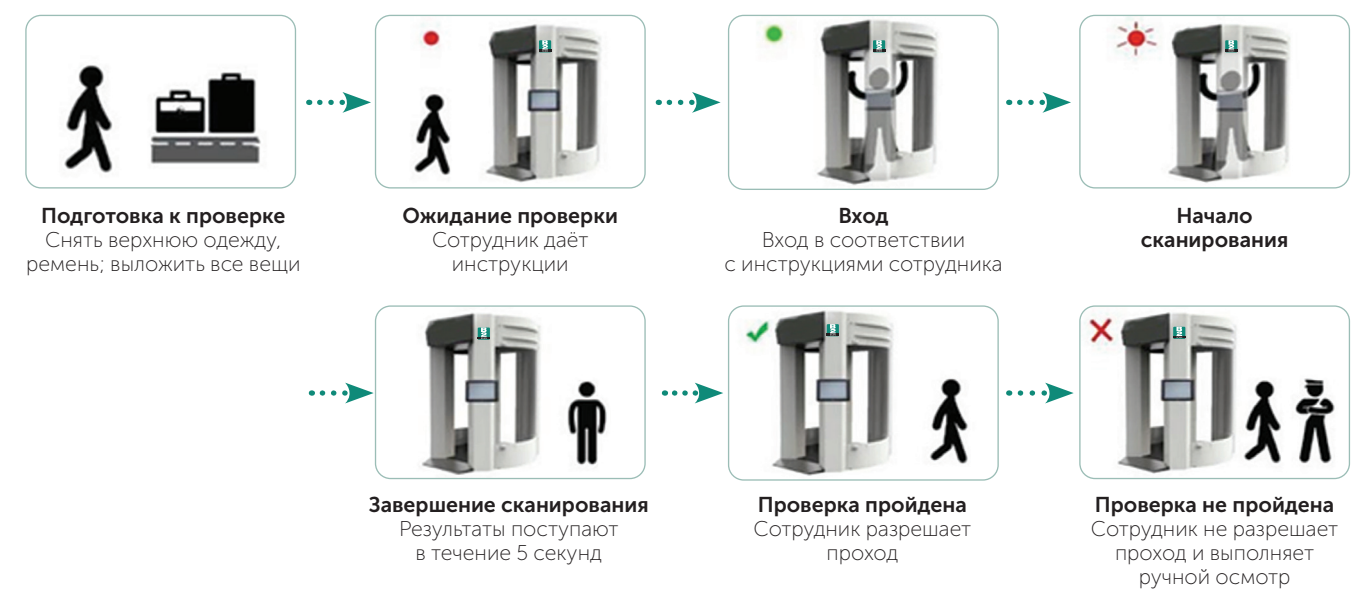 Подготовка к проверке
Снять верхнюю одежду,
ремень; выложить все вещи
Ожидание проверки
Сотрудник даёт
инструкции
Вход
Вход в соответствии
с инструкциями сотрудника
Начало
сканирования
Завершение сканирования
Результаты поступают
в течение 5 секунд
Проверка пройдена
Сотрудник разрешает
проход
Проверка не пройдена
Сотрудник не разрешает
проход и выполняет
ручной осмотр